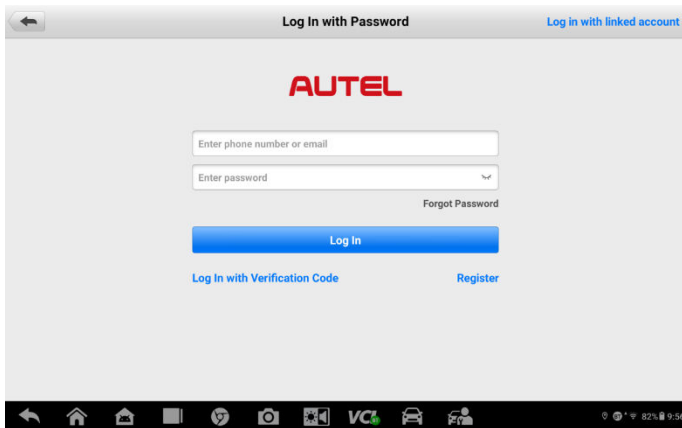 Log In with Password
Log in with linked account
AUTEL
Enter phone number or email
Enter password
Forgot Password
Log In
Log In with Verification Code
Register
VCI
82%